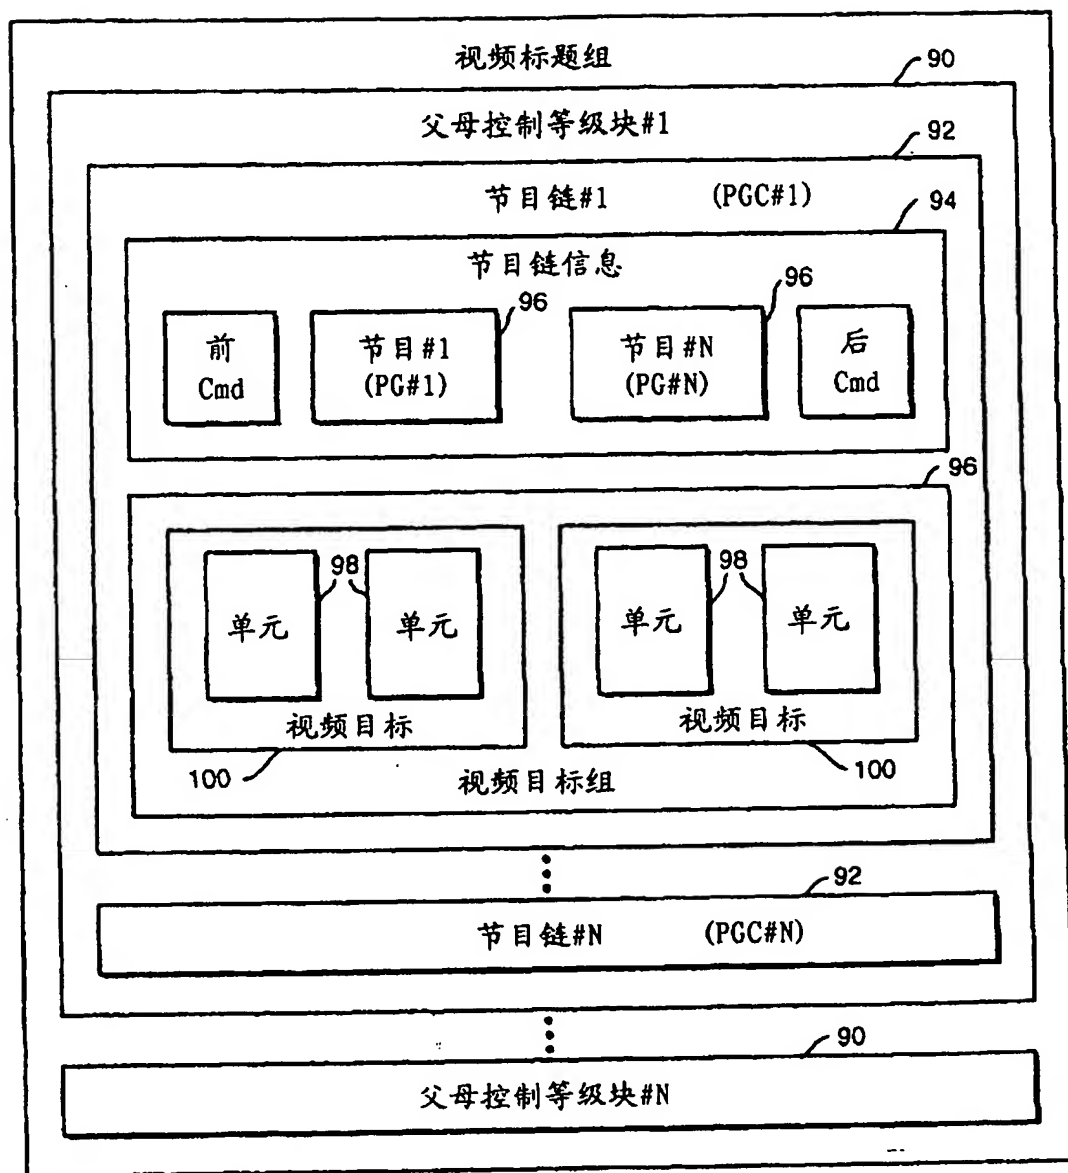 视频标题组
90
父母控制等级块#1
92
节目链#1 (PGC#1)
94
节目链信息
96
96
前
Cmd
节目#1
(PG#1)
节目#N
(PG#N)
后
Cmd
96
98
98
单元
单元
单元
单元
视频目标
视频目标
100
视频目标组
100
92
节目链#N (PGC#N)
90
父母控制等级块#N